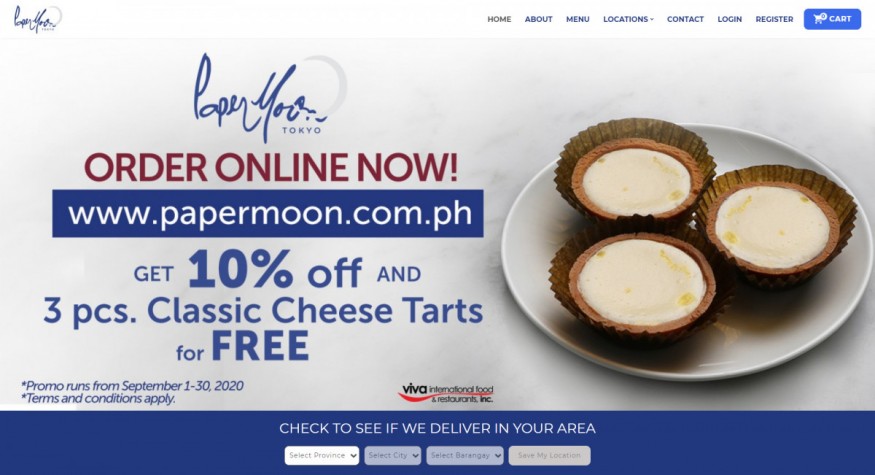 Paper Moon
TOKYO
HOME ABOUT MENU LOCATIONS CONTACT LOGIN REGISTER 0 CART
Paper Moon
TOKYO
ORDER ONLINE NOW!
www.papermoon.com.ph
GET 10% off AND
3 pcs. Classic Cheese Tarts
for FREE
*Promo runs from September 1-30, 2020
*Terms and conditions apply.
viva international food
& restaurants, inc.
CHECK TO SEE IF WE DELIVER IN YOUR AREA
Select Province Select City Select Barangay Save My Location